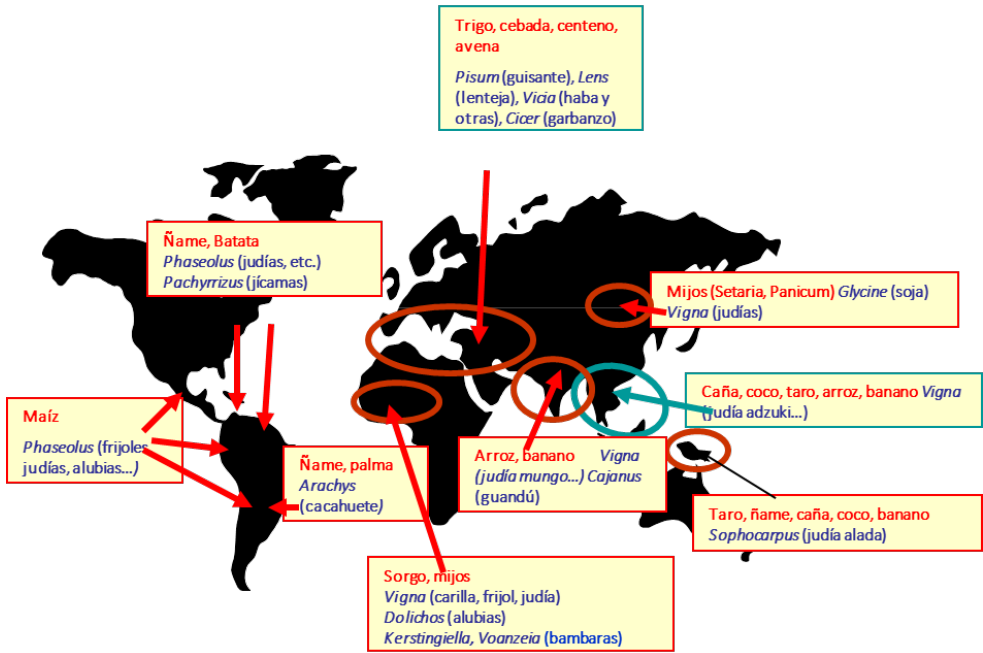 Trigo, cebada, centeno,
avena
Pisum (guisante), Lens
(lenteja), Vicia (haba y
otras), Cicer (garbanzo)
Ñame, Batata
Phaseolus (judías, etc.)
Pachyrrizus (jícamas)
Mijos (Setaria, Panicum) Glycine (soja)
Vigna (judías)
Caña, coco, taro, arroz, banano Vigna
(judía adzuki...)
Maíz
Phaseolus (frijoles
judías, alubias...)
Ñame, palma
Arachys
(cacahuete)
Arroz, banano Vigna
(judía mungo...) Cajanus
(guandú)
Taro, ñame, caña, coco, banano
Sophocarpus (judía alada)
Sorgo, mijos
Vigna (carilla, frijol, judía)
Dolichos (alubias)
Kerstingiella, Voanzeia (bambaras)